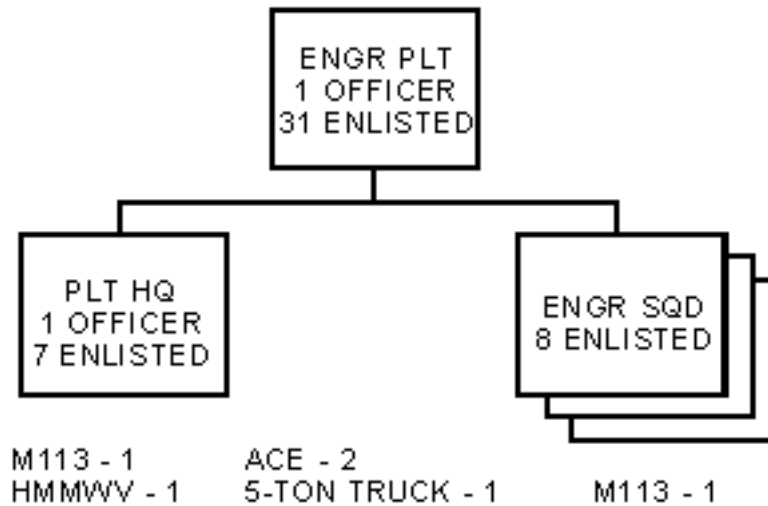 ENGR PLT
1 OFFICER
31 ENLISTED
PLT HQ
1 OFFICER
7 ENLISTED
ENGR SQD
8 ENLISTED
M113 - 1
HMMWV - 1
ACE - 2
5-TON TRUCK - 1
M113 - 1